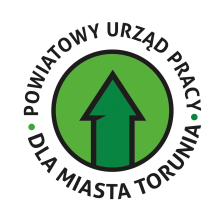 POWIATOWY URZĄD PRACY
• DLA MIASTA TORUNIA •